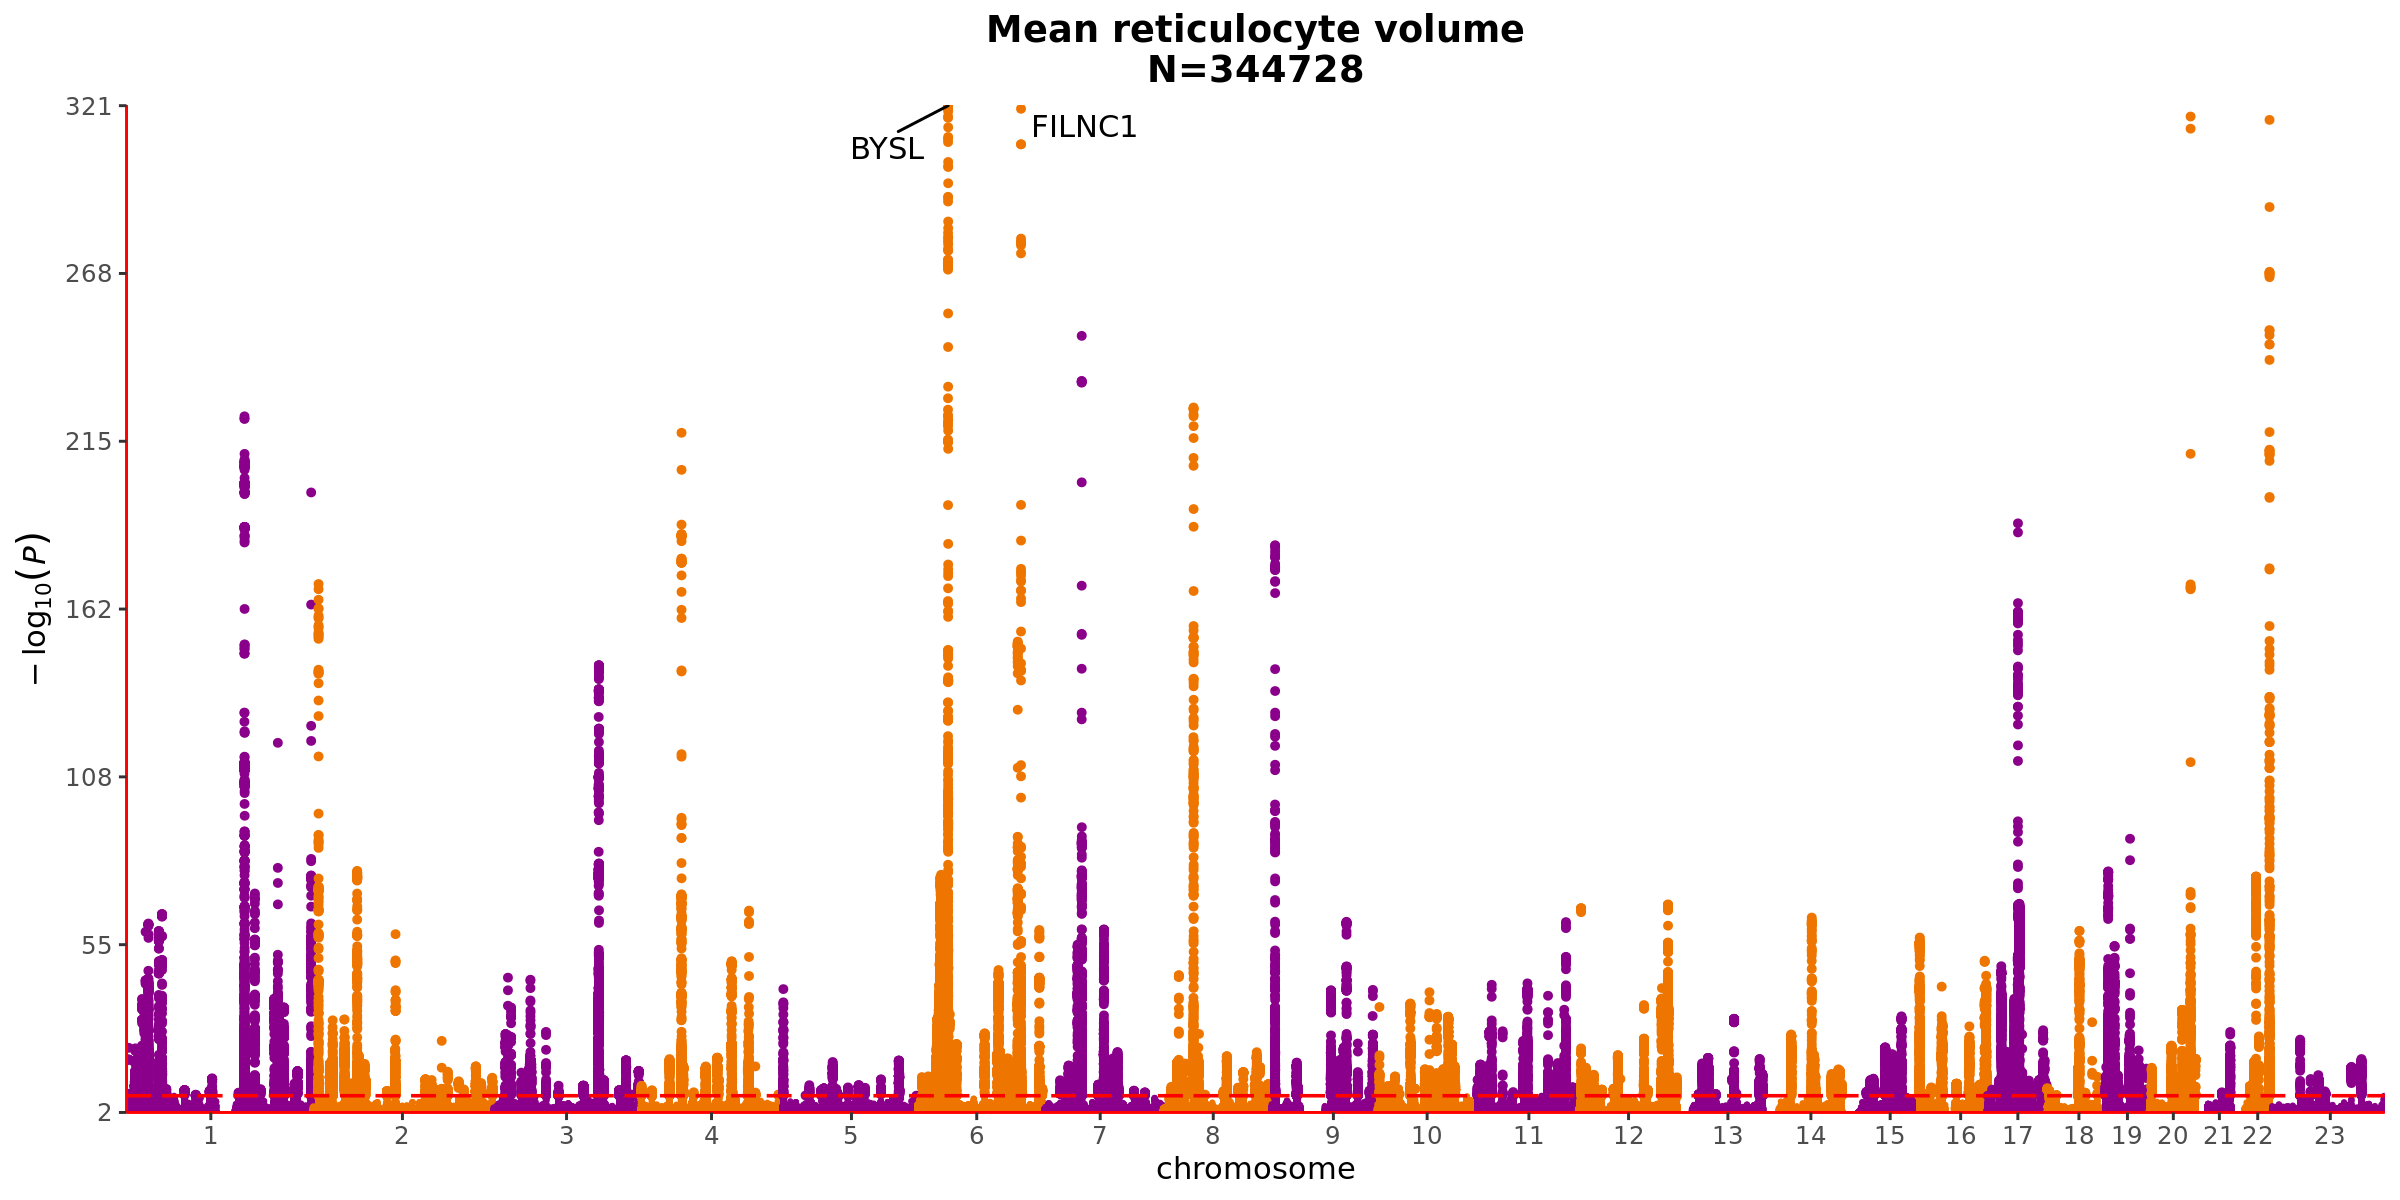 Mean reticulocyte volume
N=344728
321
268
215
162
108
55
2
− log10(P)
BYSL
FILNC1
1 2 3 4 5 6 7 8 9 10 11 12 13 14 15 16 17 18 19 20 21 22 23
chromosome